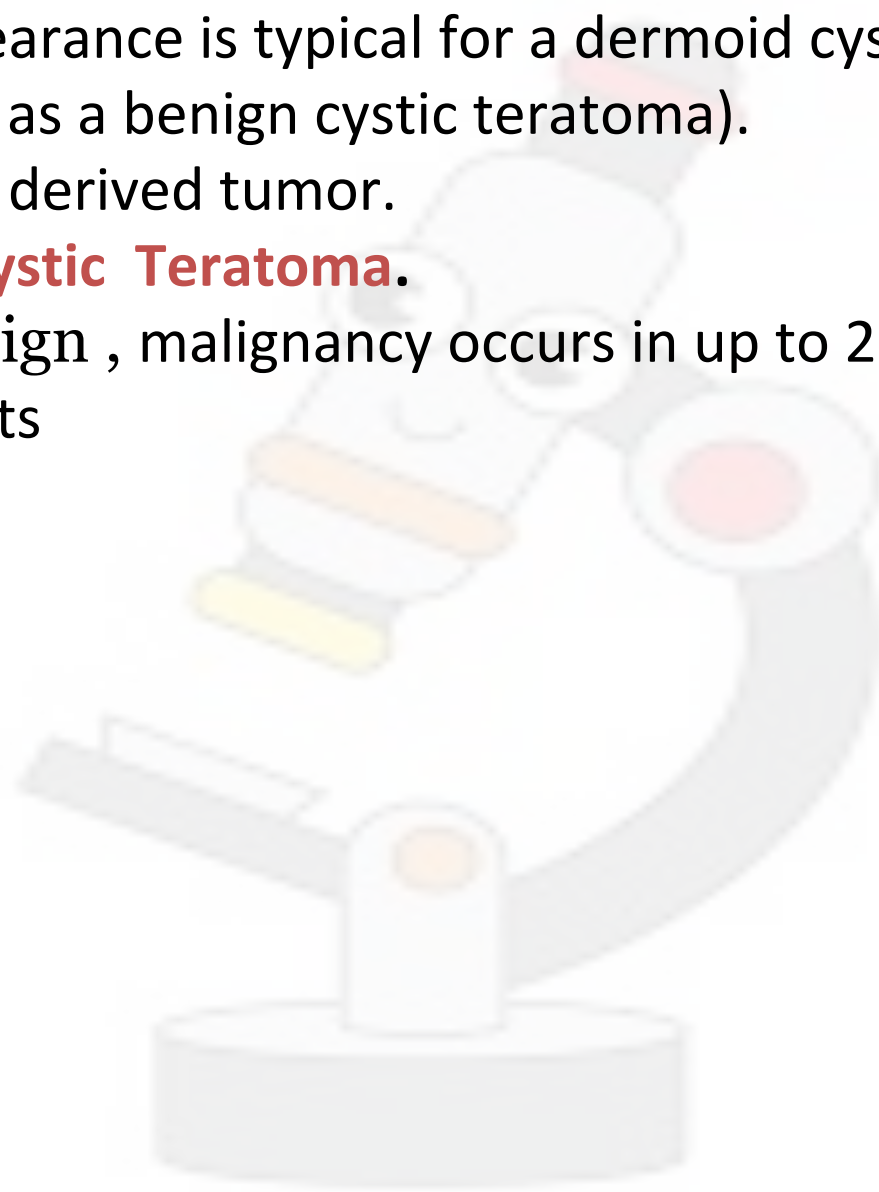 earance is typical for a dermoid cys
as a benign cystic teratoma).
derived tumor.
ystic Teratoma.
ign , malignancy occurs in up to 2
ts